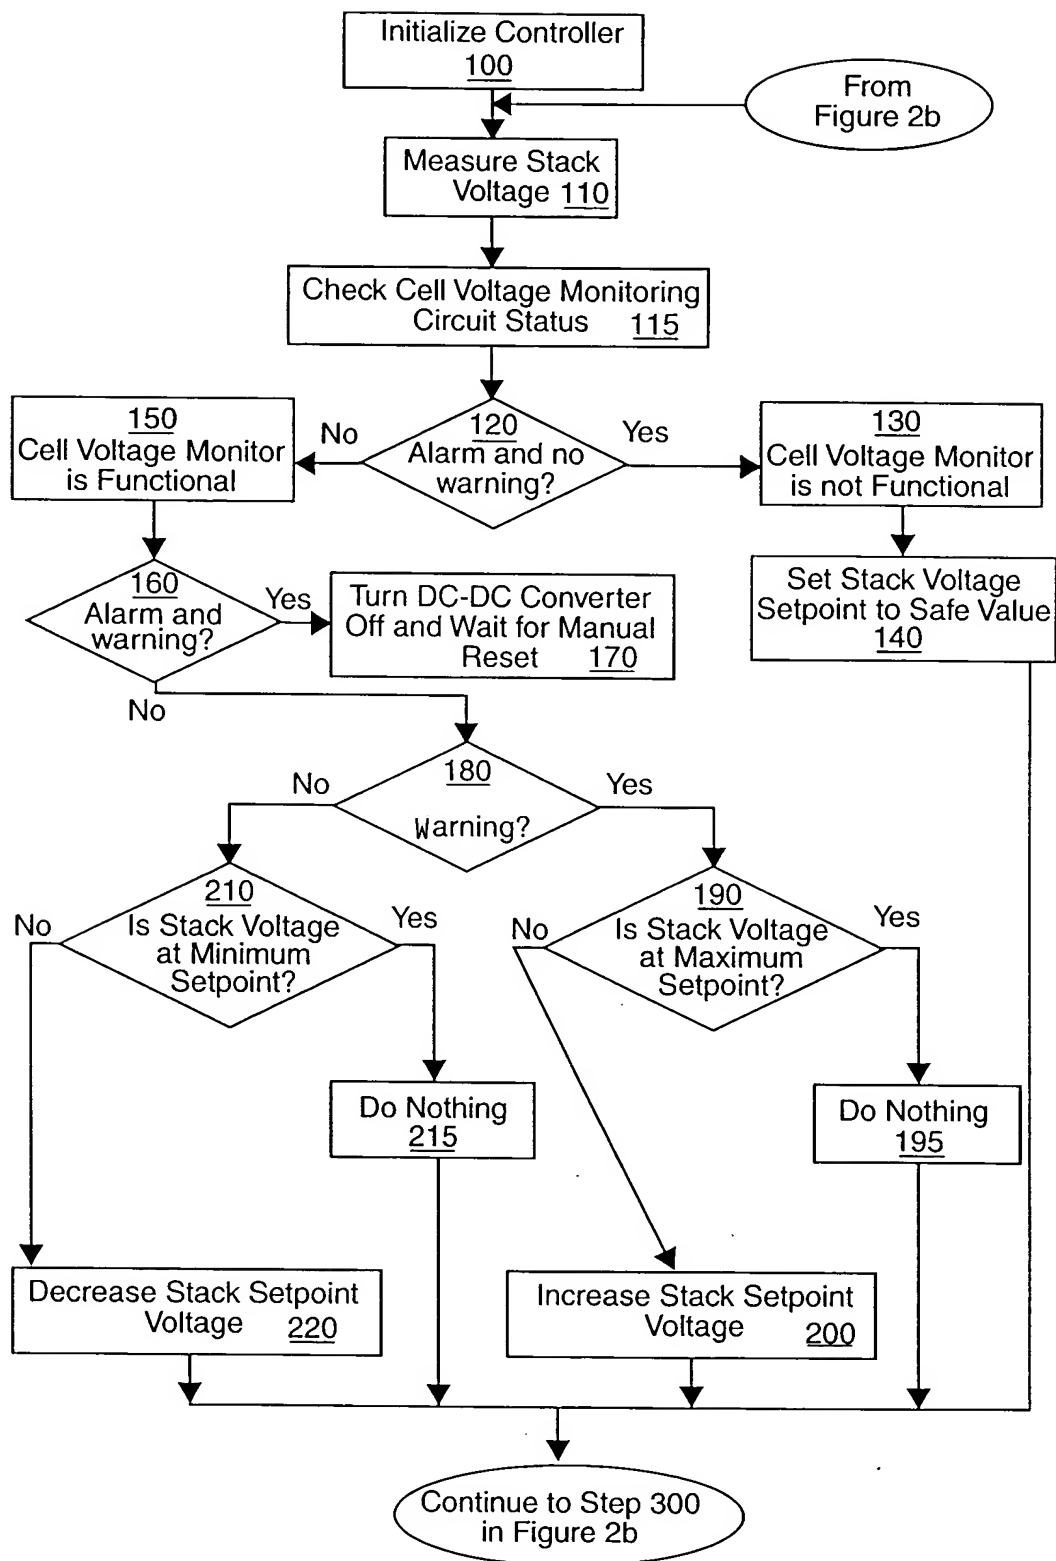 Initialize Controller
100
From
Figure 2b
Measure Stack
Voltage 110
Check Cell Voltage Monitoring
Circuit Status 115
150
Cell Voltage Monitor
is Functional
No
120
Alarm and no
warning?
Yes
130
Cell Voltage Monitor
is not Functional
160
Alarm and
warning?
Yes
No
Turn DC-DC Converter
Off and Wait for Manual
Reset 170
Set Stack Voltage
Setpoint to Safe Value
140
No
180
Warning?
Yes
No
210
Is Stack Voltage
at Minimum
Setpoint?
Yes
No
190
Is Stack Voltage
at Maximum
Setpoint?
Yes
Do Nothing
215
Do Nothing
195
Decrease Stack Setpoint
Voltage 220
Increase Stack Setpoint
Voltage 200
Continue to Step 300
in Figure 2b